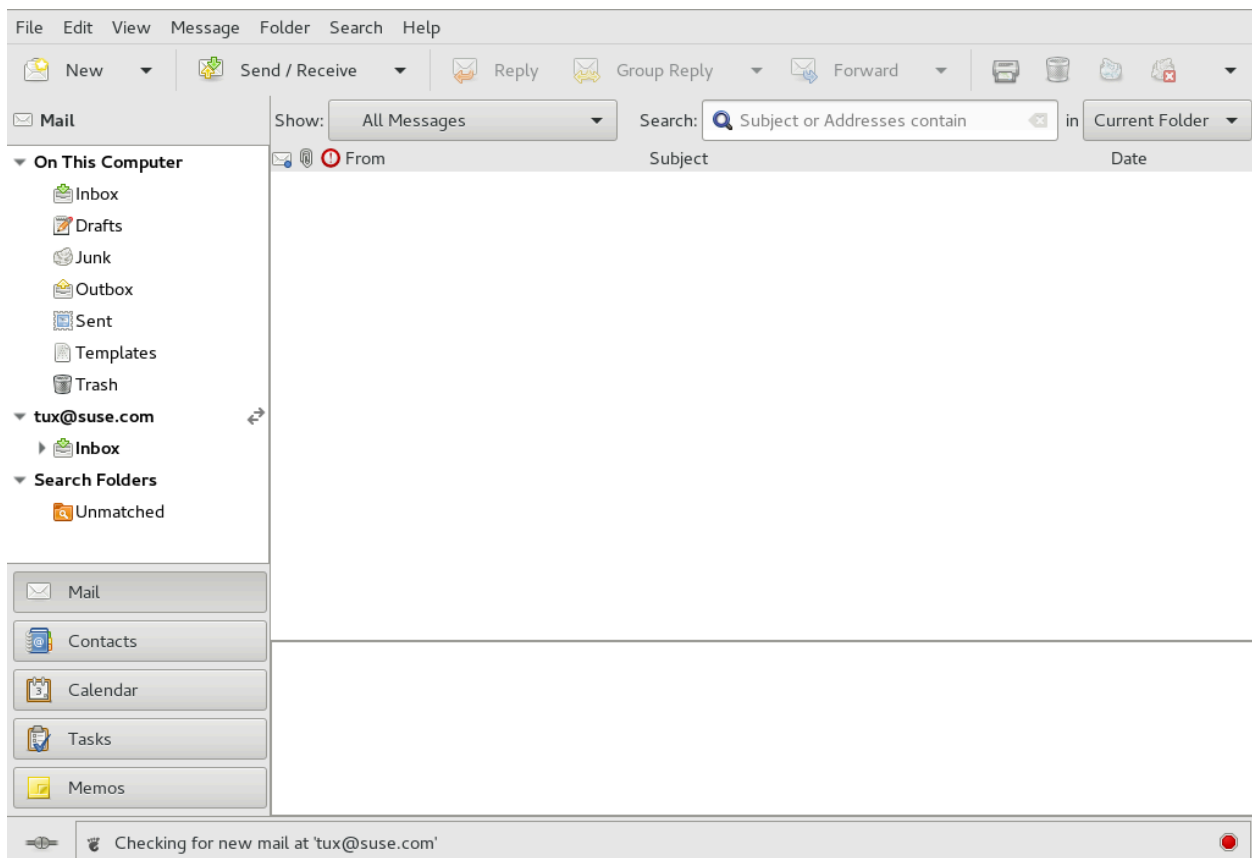 File Edit View Message Folder Search Help
New Send / Receive Reply Group Reply Forward
Mail Show: All Messages Search: Subject or Addresses contain in Current Folder
On This Computer From Subject Date
Inbox
Drafts
Junk
Outbox
Sent
Templates
Trash
tux@suse.com
Inbox
Search Folders
Unmatched
Mail
Contacts
Calendar
Tasks
Memos
Checking for new mail at 'tux@suse.com'